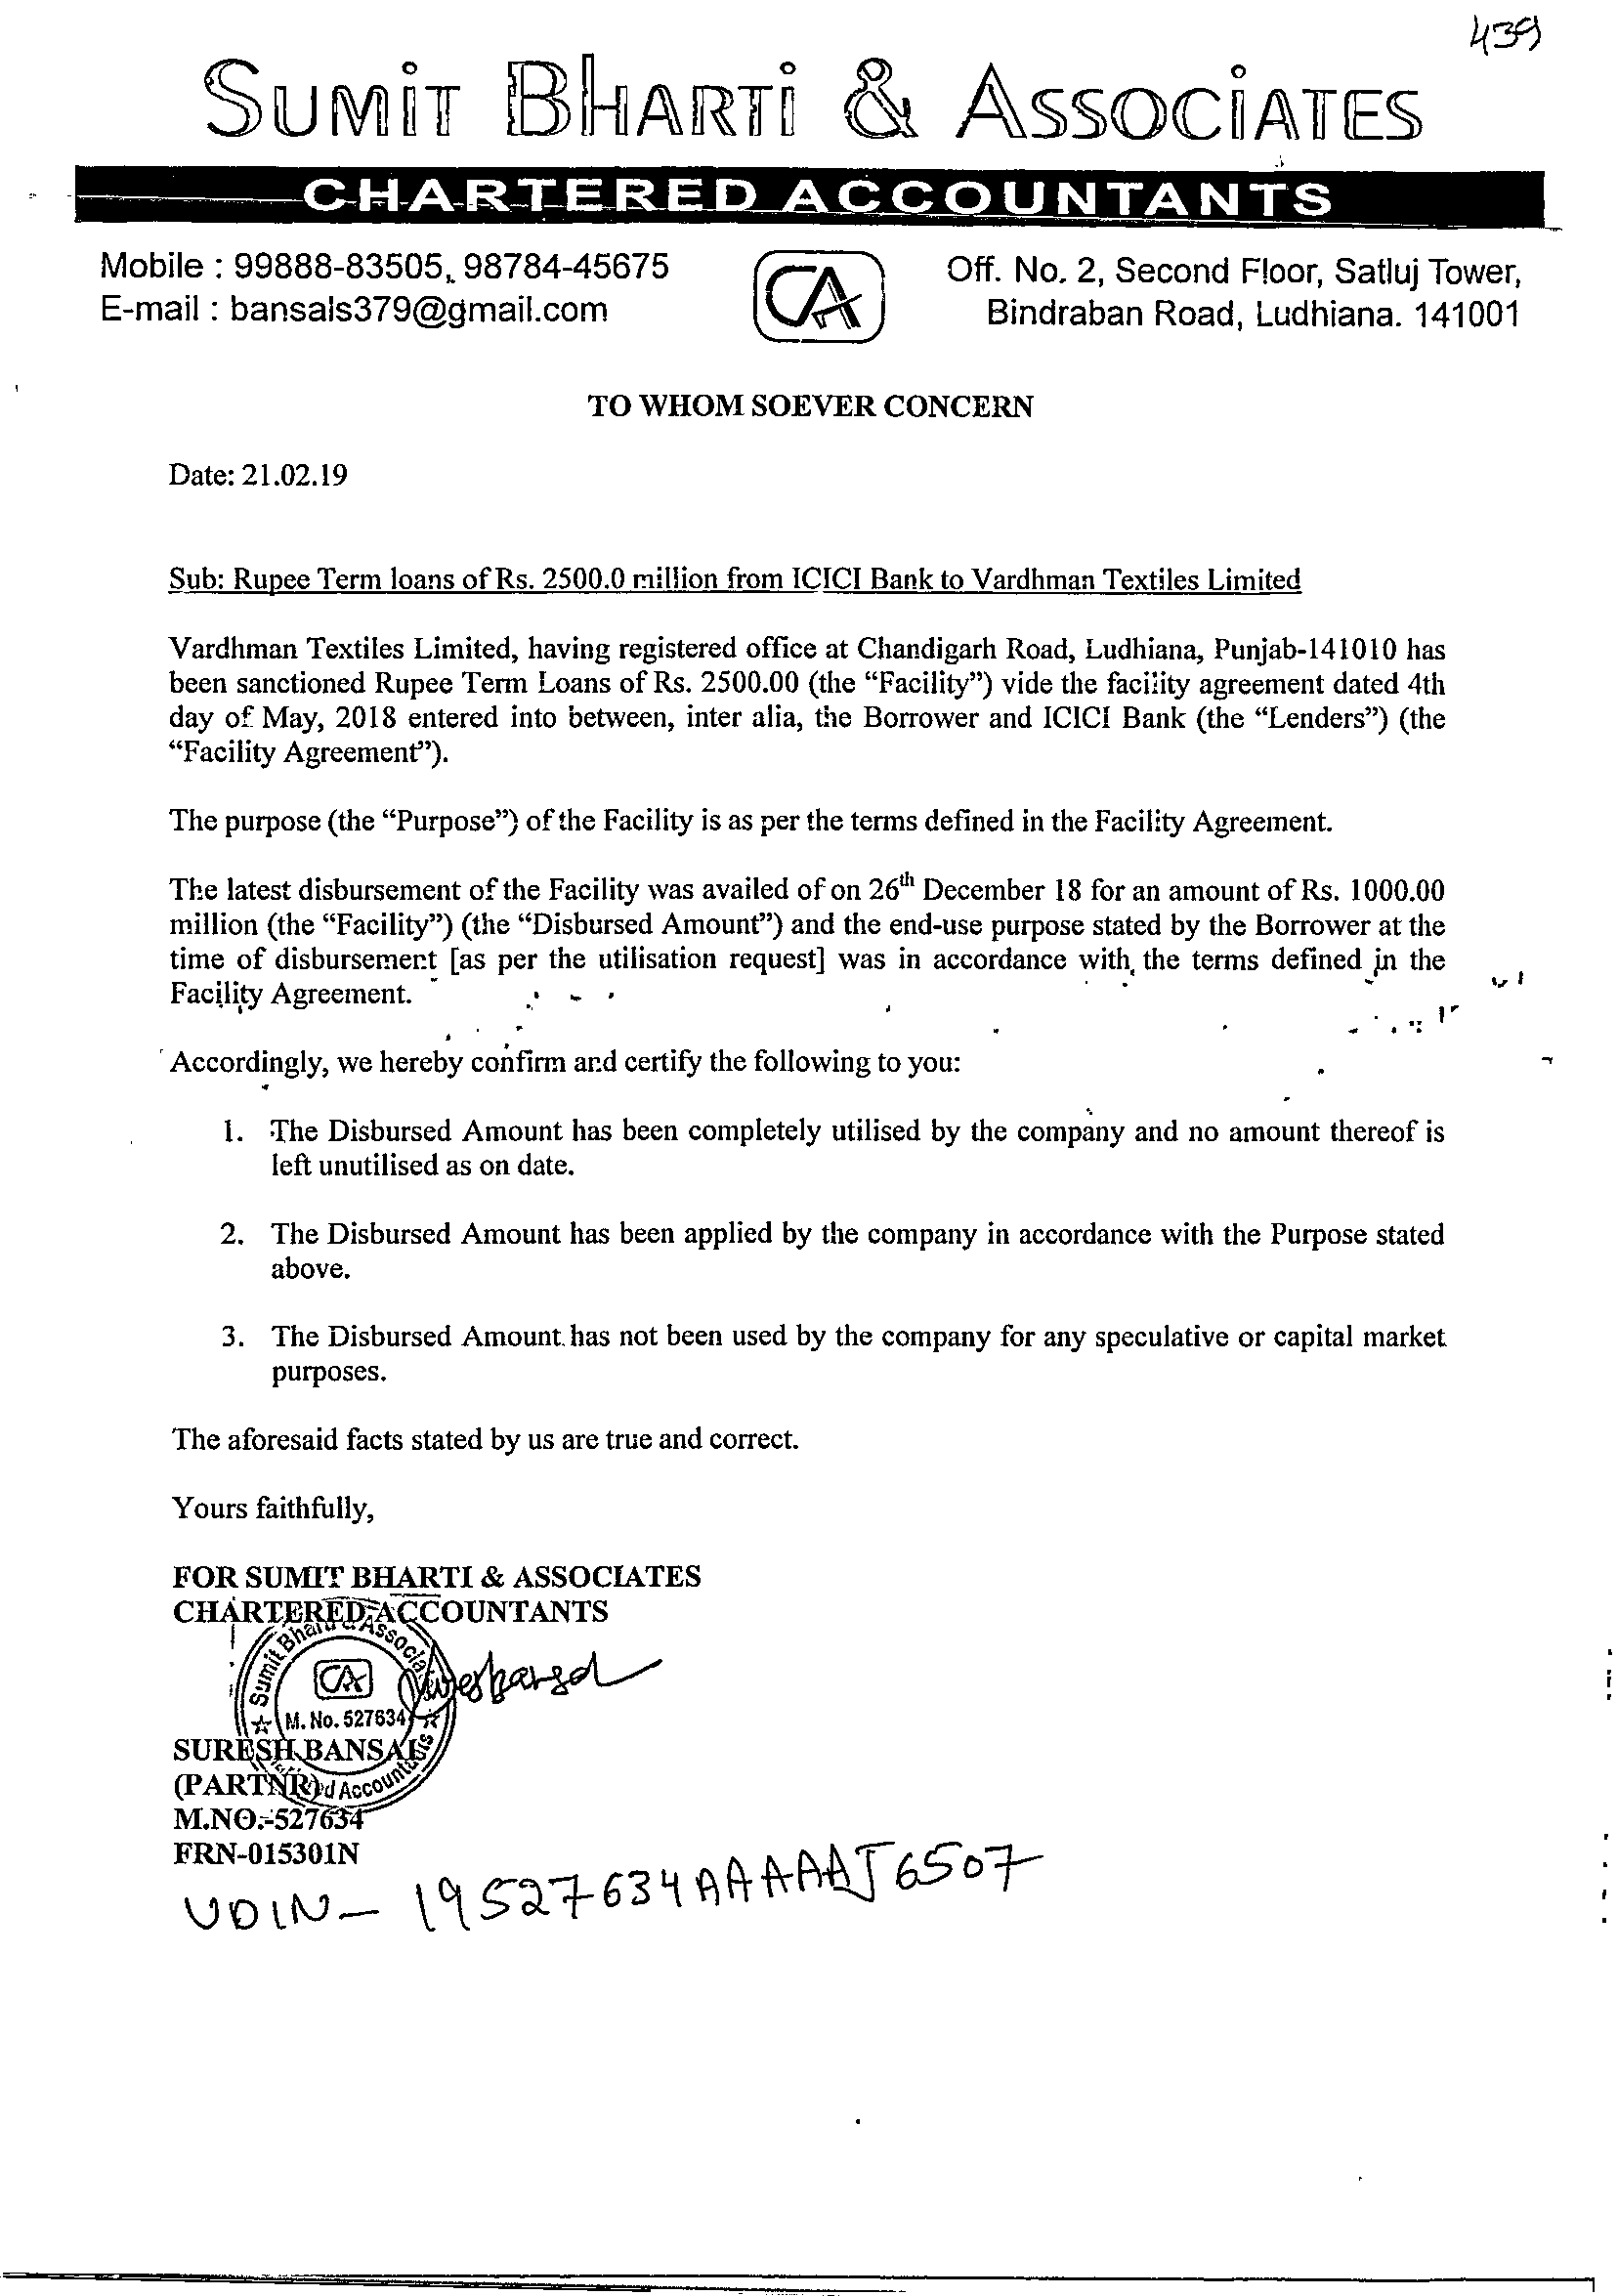 439
SUMIT BHARTI & ASSOCIATES
CHARTERED ACCOUNTANTS
Mobile : 99888-83505, 98784-45675
E-mail : bansals379@gmail.com
CA
Off. No. 2, Second Floor, Satluj Tower,
Bindraban Road, Ludhiana. 141001
TO WHOM SOEVER CONCERN
Date: 21.02.19
Sub: Rupee Term loans of Rs. 2500.0 million from ICICI Bank to Vardhman Textiles Limited
Vardhman Textiles Limited, having registered office at Chandigarh Road, Ludhiana, Punjab-141010 has
been sanctioned Rupee Term Loans of Rs. 2500.00 (the “Facility”) vide the facility agreement dated 4th
day of May, 2018 entered into between, inter alia, the Borrower and ICICI Bank (the “Lenders”) (the
“Facility Agreement”).
The purpose (the “Purpose”) of the Facility is as per the terms defined in the Facility Agreement.
The latest disbursement of the Facility was availed of on 26th December 18 for an amount of Rs. 1000.00
million (the “Facility”) (the “Disbursed Amount”) and the end-use purpose stated by the Borrower at the
time of disbursement [as per the utilisation request] was in accordance with the terms defined in the
Facility Agreement.
Accordingly, we hereby confirm and certify the following to you:
1. The Disbursed Amount has been completely utilised by the company and no amount thereof is
left unutilised as on date.
2. The Disbursed Amount has been applied by the company in accordance with the Purpose stated
above.
3. The Disbursed Amount has not been used by the company for any speculative or capital market
purposes.
The aforesaid facts stated by us are true and correct.
Yours faithfully,
FOR SUMIT BHARTI & ASSOCIATES
CHARTERED ACCOUNTANTS
Sumit Bharti & Associates
CA
M. No. 527634
Chartered Accountants
SURESH BANSAL
(PARTNR)
M.NO.-527634
FRN-015301N
UDIN- 19527634AAAAAJ6507